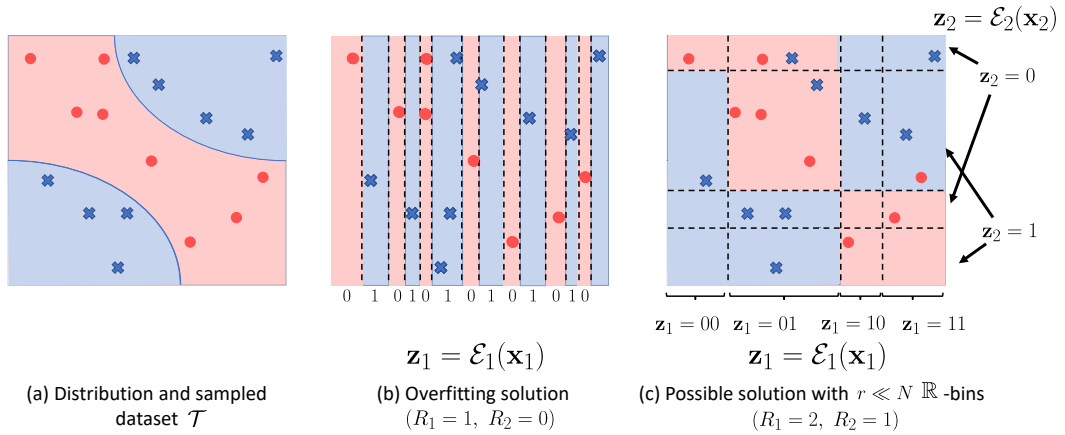 𝐳₂ = ℰ₂(𝐱₂)
𝐳₂ = 0
𝐳₂ = 1
0 1 0 1 0 1 0 1 0 1 0 1 0
𝐳₁ = 00 𝐳₁ = 01 𝐳₁ = 10 𝐳₁ = 11
𝐳₁ = ℰ₁(𝐱₁)
𝐳₁ = ℰ₁(𝐱₁)
(a) Distribution and sampled
dataset 𝒯
(b) Overfitting solution
(R₁ = 1, R₂ = 0)
(c) Possible solution with r ≪ N ℝ -bins
(R₁ = 2, R₂ = 1)